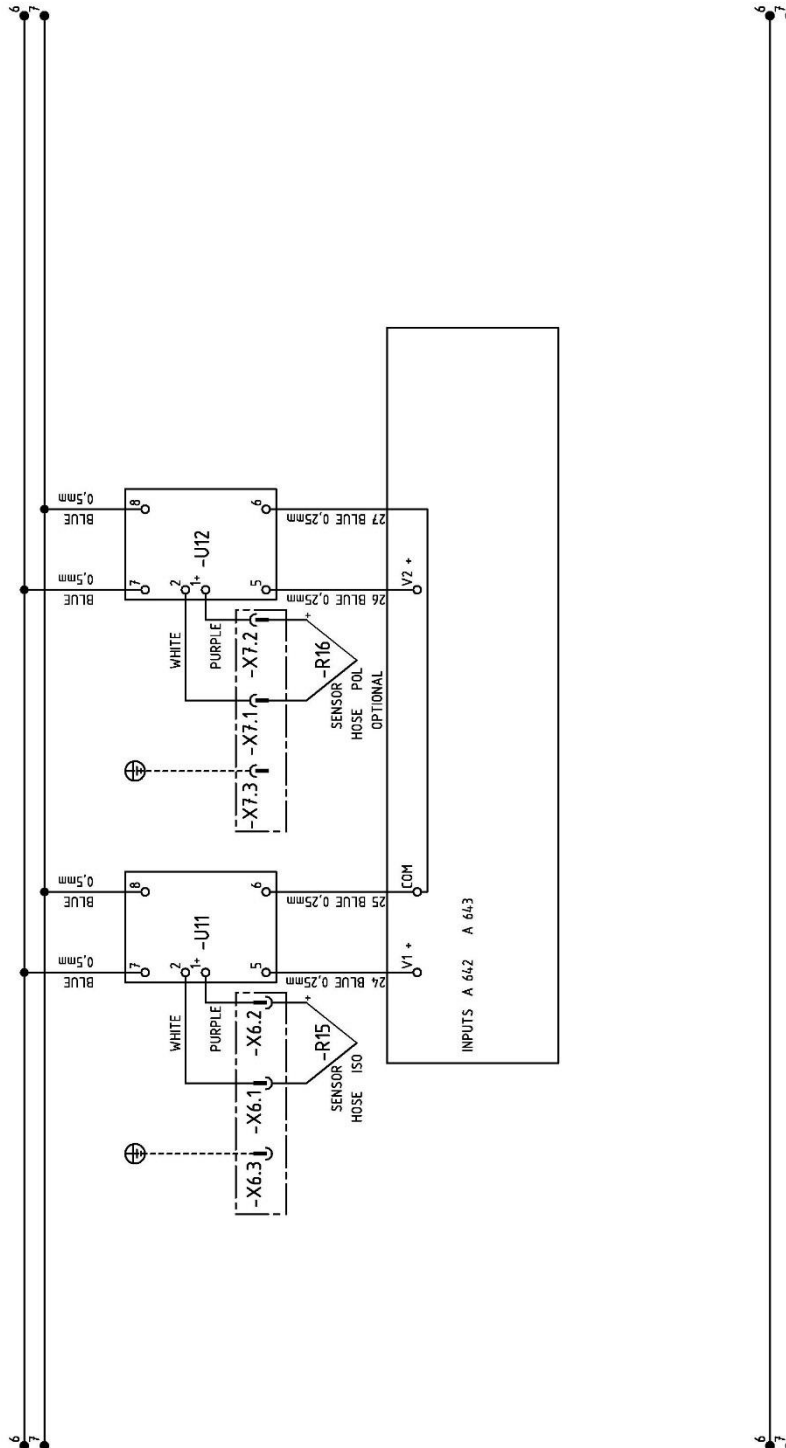 6
7
6
7
BLUE
0,5mm
BLUE
0,5mm
7
8
2
1+
-U12
5
6
WHITE
PURPLE
-X7.3
-X7.1
-X7.2
+
-R16
SENSOR
HOSE POL
OPTIONAL
26 BLUE 0,25mm
27 BLUE 0,25mm
V2 +
BLUE
0,5mm
BLUE
0,5mm
7
8
2
1+
-U11
5
6
WHITE
PURPLE
-X6.3
-X6.1
-X6.2
+
-R15
SENSOR
HOSE ISO
24 BLUE 0,25mm
25 BLUE 0,25mm
V1 +
COM
INPUTS A 642 A 643
6
7
6
7